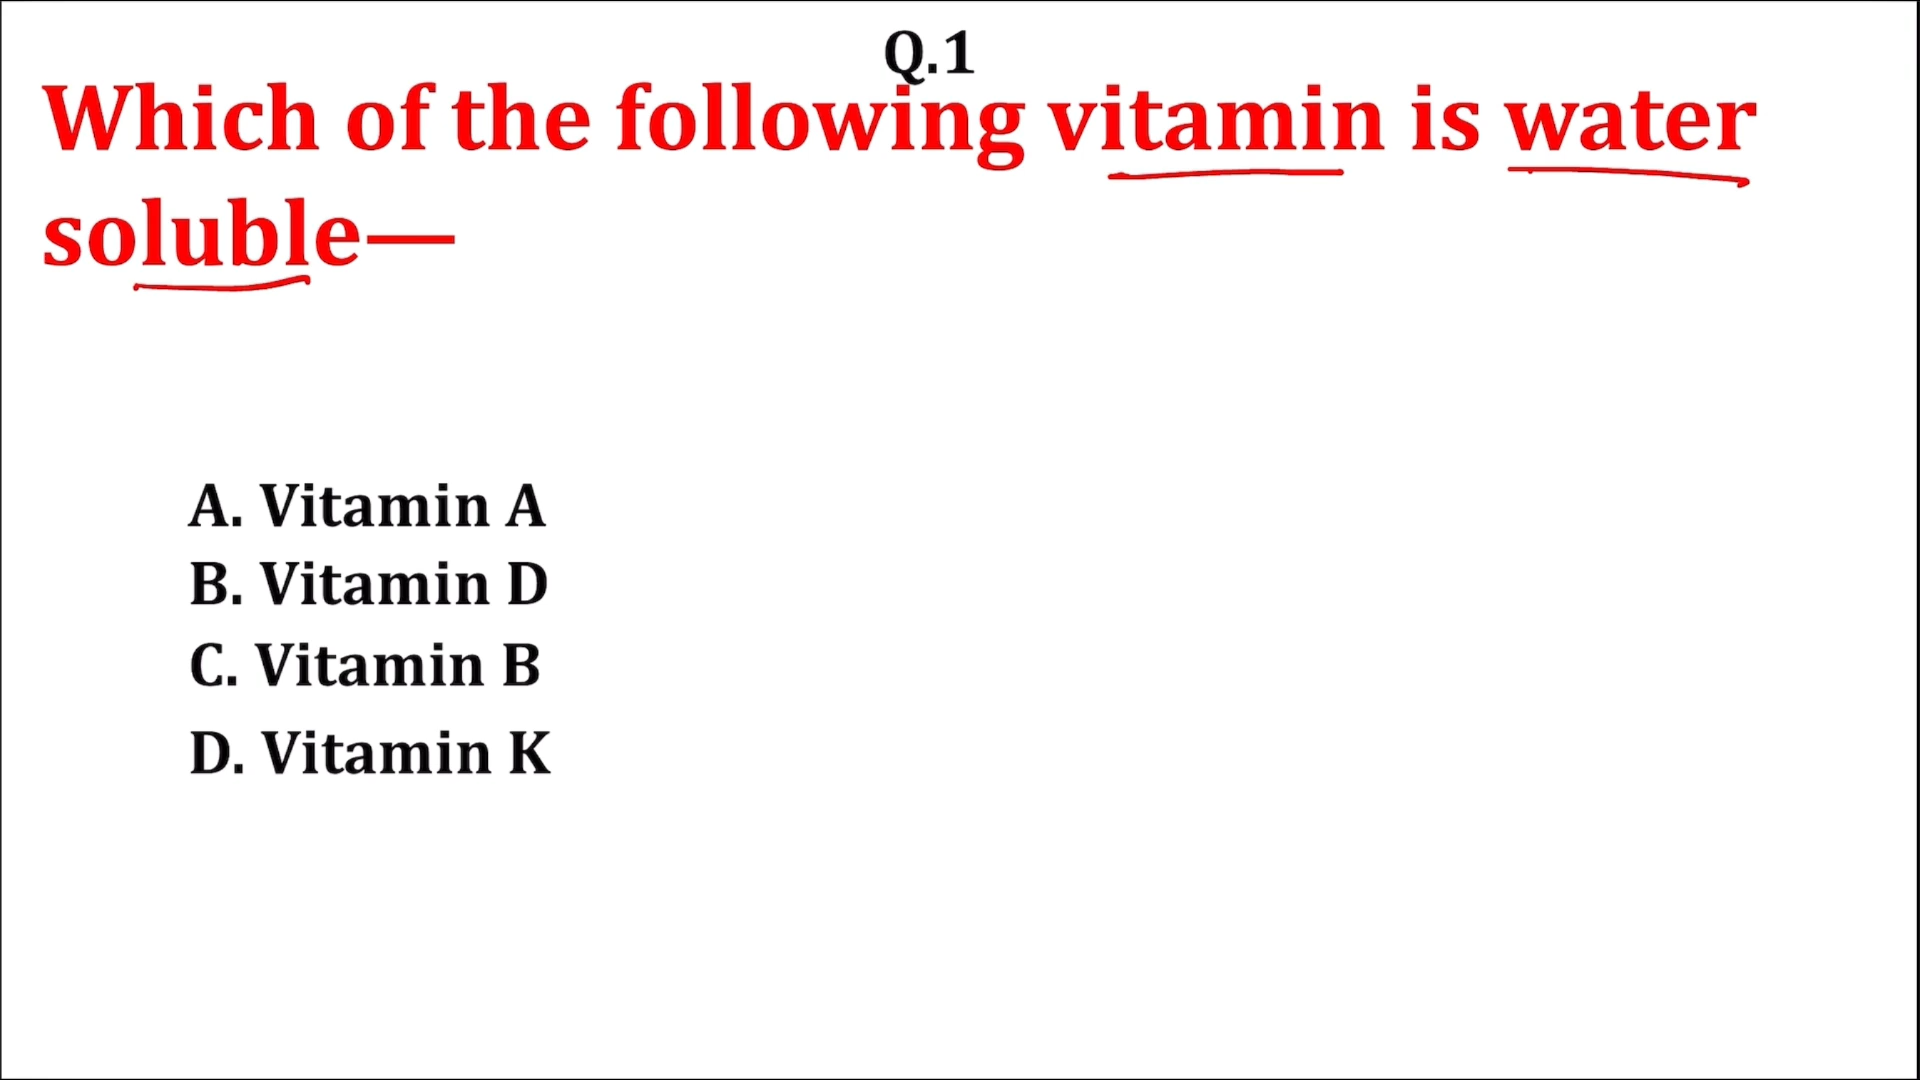 Q.1
Which of the following vitamin is water
soluble—
A. Vitamin A
B. Vitamin D
C. Vitamin B
D. Vitamin K